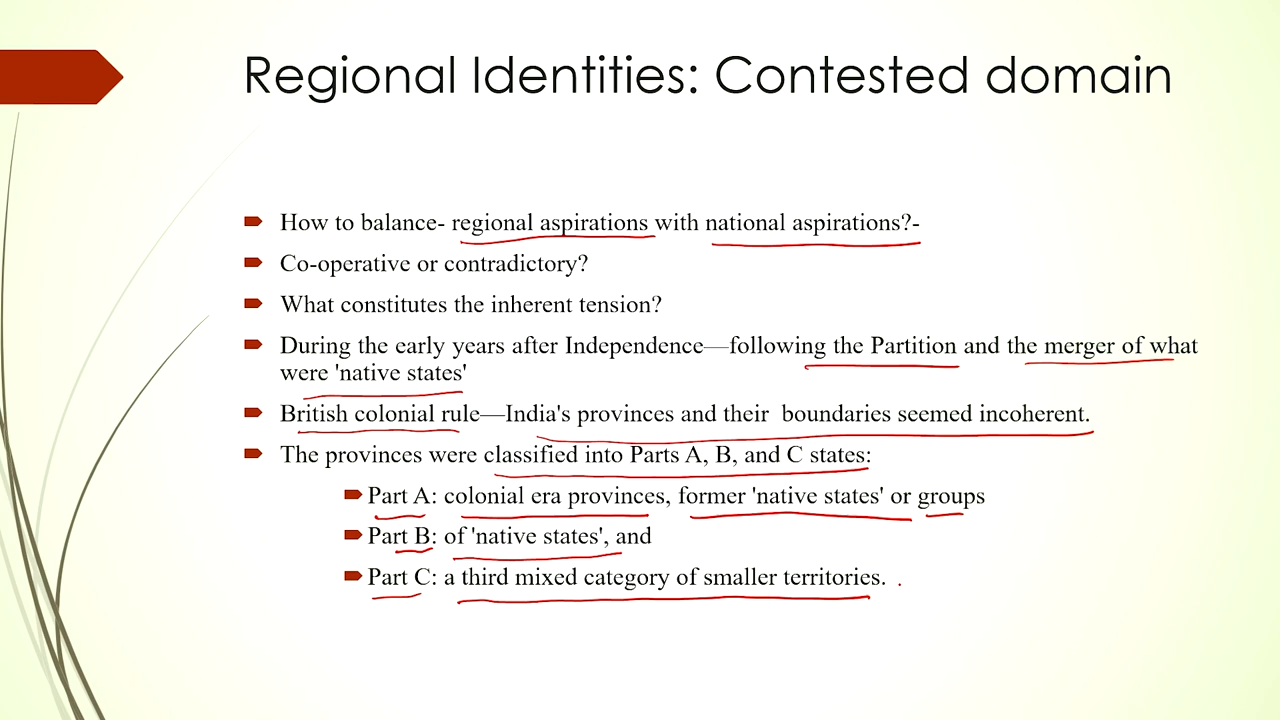 Regional Identities: Contested domain
How to balance- regional aspirations with national aspirations?-
Co-operative or contradictory?
What constitutes the inherent tension?
During the early years after Independence—following the Partition and the merger of what
were 'native states'
British colonial rule—India's provinces and their  boundaries seemed incoherent.
The provinces were classified into Parts A, B, and C states:
Part A: colonial era provinces, former 'native states' or groups
Part B: of 'native states', and
Part C: a third mixed category of smaller territories.